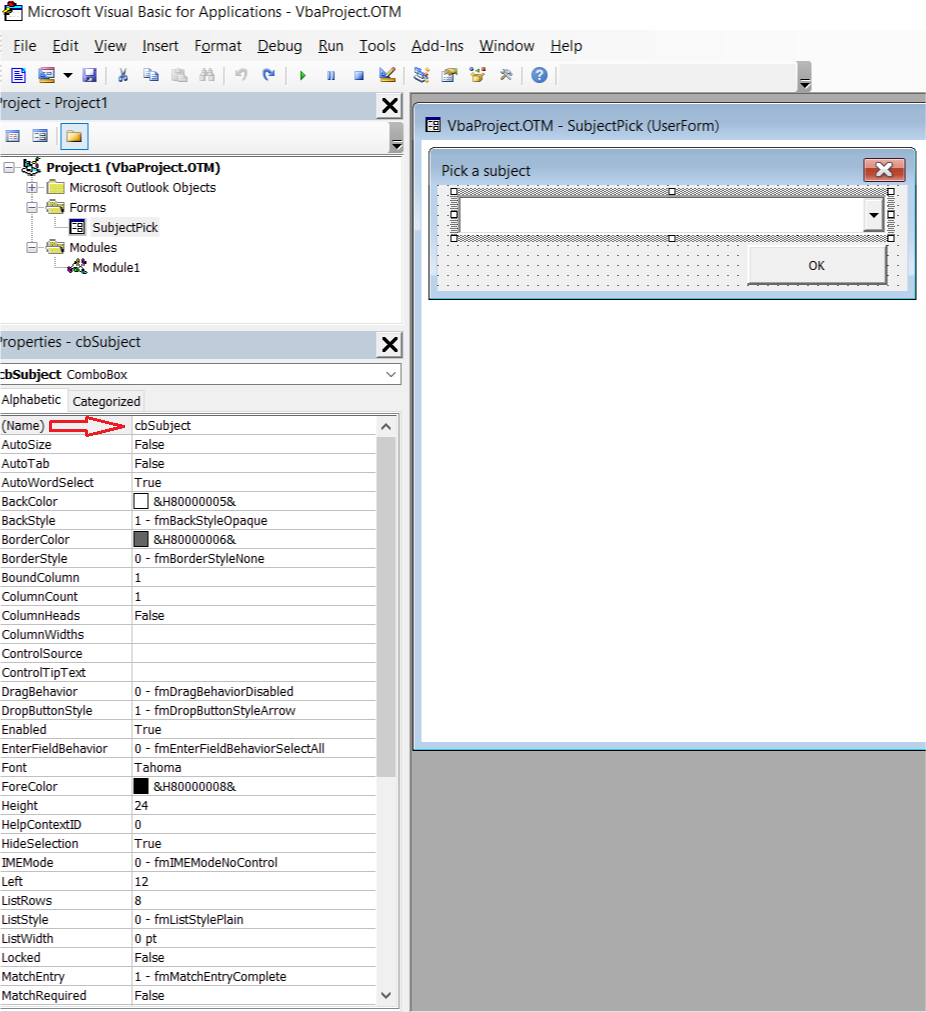 Microsoft Visual Basic for Applications - VbaProject.OTM
File Edit View Insert Format Debug Run Tools Add-Ins Window Help
roject - Project1
Project1 (VbaProject.OTM)
Microsoft Outlook Objects
Forms
SubjectPick
Modules
Module1
roperties - cbSubject
cbSubject ComboBox
Alphabetic Categorized
(Name) cbSubject
AutoSize False
AutoTab False
AutoWordSelect True
BackColor &H80000005&
BackStyle 1 - fmBackStyleOpaque
BorderColor &H80000006&
BorderStyle 0 - fmBorderStyleNone
BoundColumn 1
ColumnCount 1
ColumnHeads False
ColumnWidths
ControlSource
ControlTipText
DragBehavior 0 - fmDragBehaviorDisabled
DropButtonStyle 1 - fmDropButtonStyleArrow
Enabled True
EnterFieldBehavior 0 - fmEnterFieldBehaviorSelectAll
Font Tahoma
ForeColor &H80000008&
Height 24
HelpContextID 0
HideSelection True
IMEMode 0 - fmIMEModeNoControl
Left 12
ListRows 8
ListStyle 0 - fmListStylePlain
ListWidth 0 pt
Locked False
MatchEntry 1 - fmMatchEntryComplete
MatchRequired False
VbaProject.OTM - SubjectPick (UserForm)
Pick a subject
OK